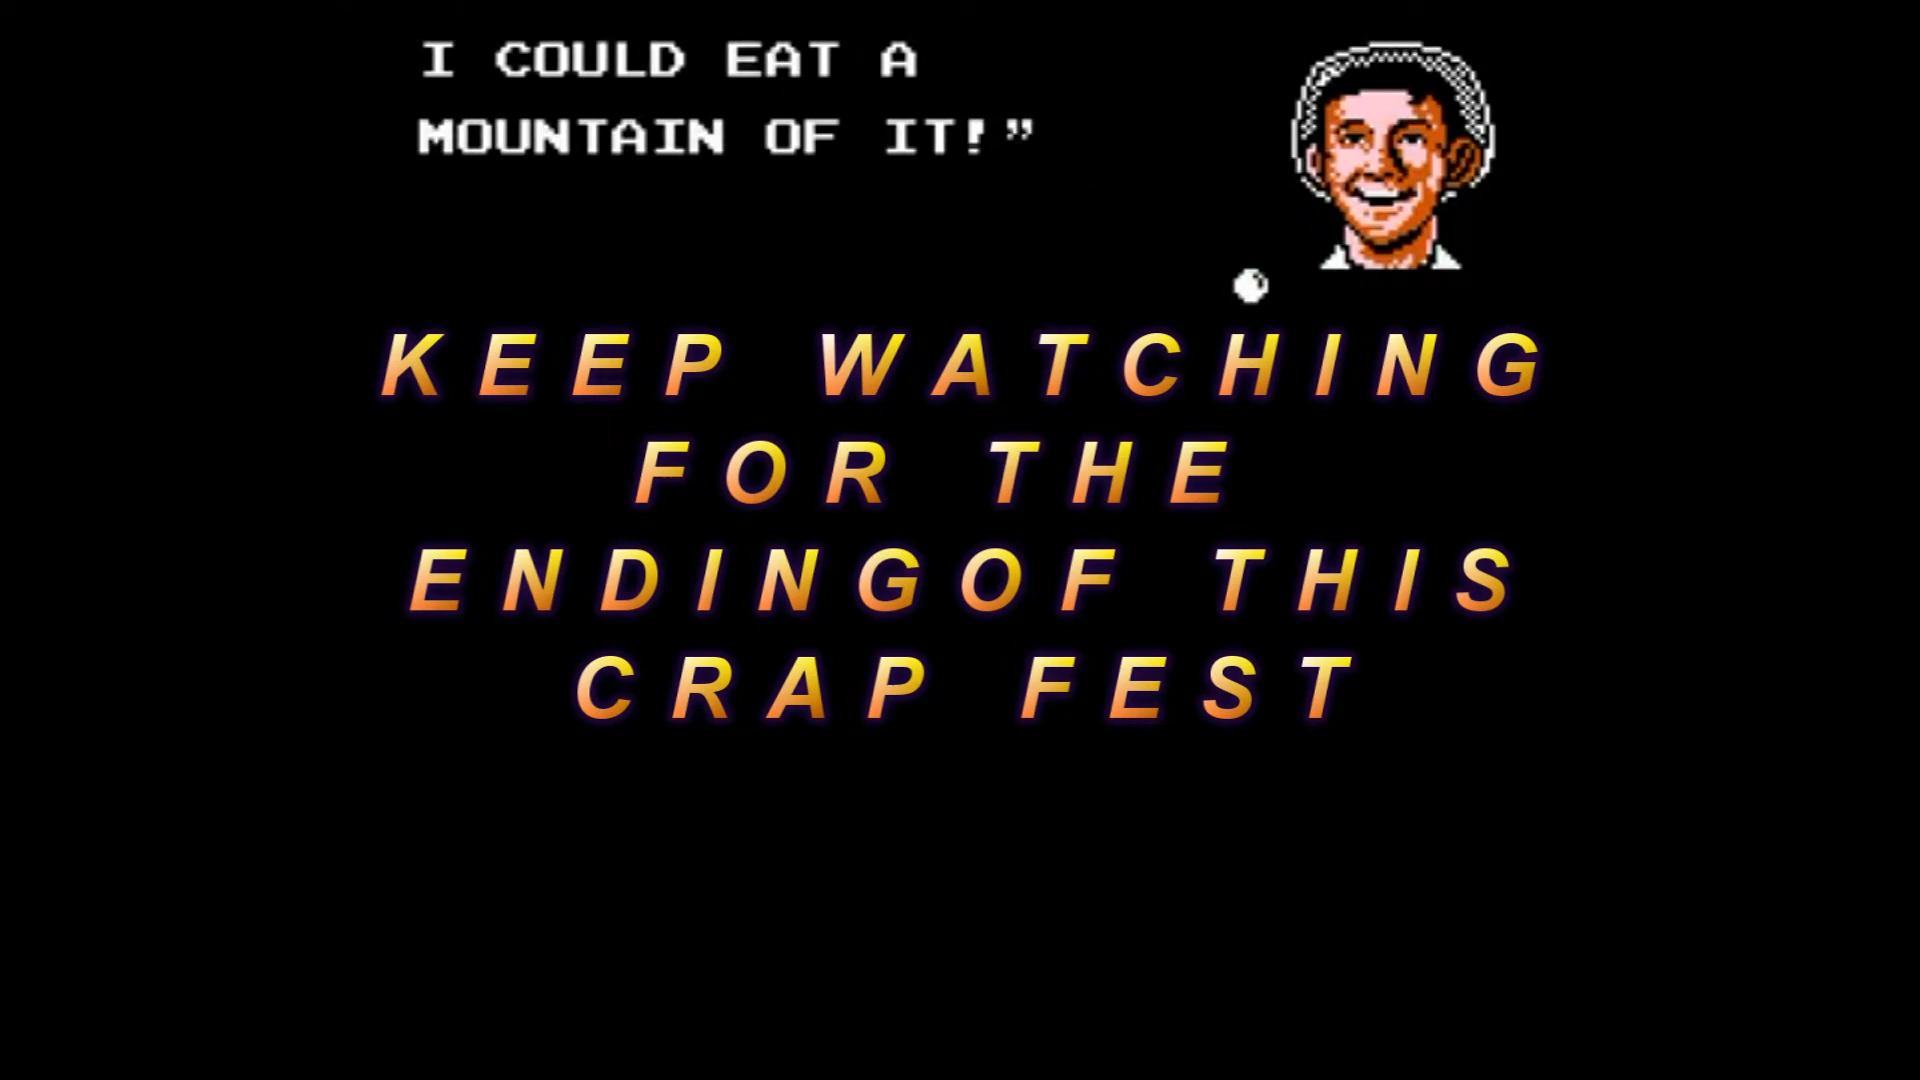 I COULD EAT A
MOUNTAIN OF IT!”
KEEP WATCHING
FOR THE
ENDINGOF THIS
CRAP FEST